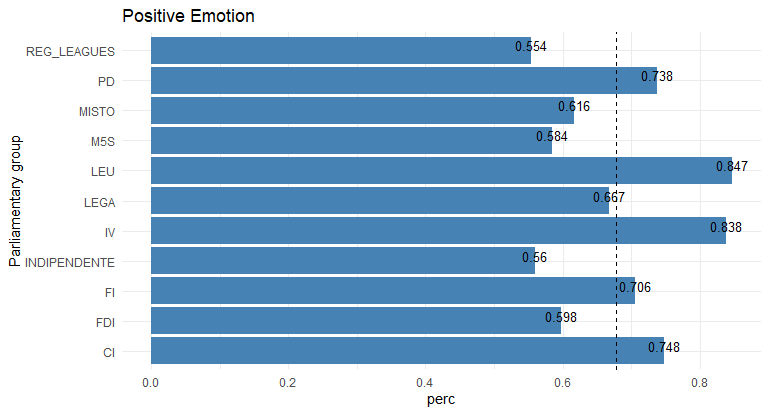 Positive Emotion
Parliamentary group
REG_LEAGUES 0.554
PD 0.738
MISTO 0.616
M5S 0.584
LEU 0.847
LEGA 0.667
IV 0.838
INDIPENDENTE 0.56
FI 0.706
FDI 0.598
CI 0.748
0.0 0.2 0.4 0.6 0.8
perc